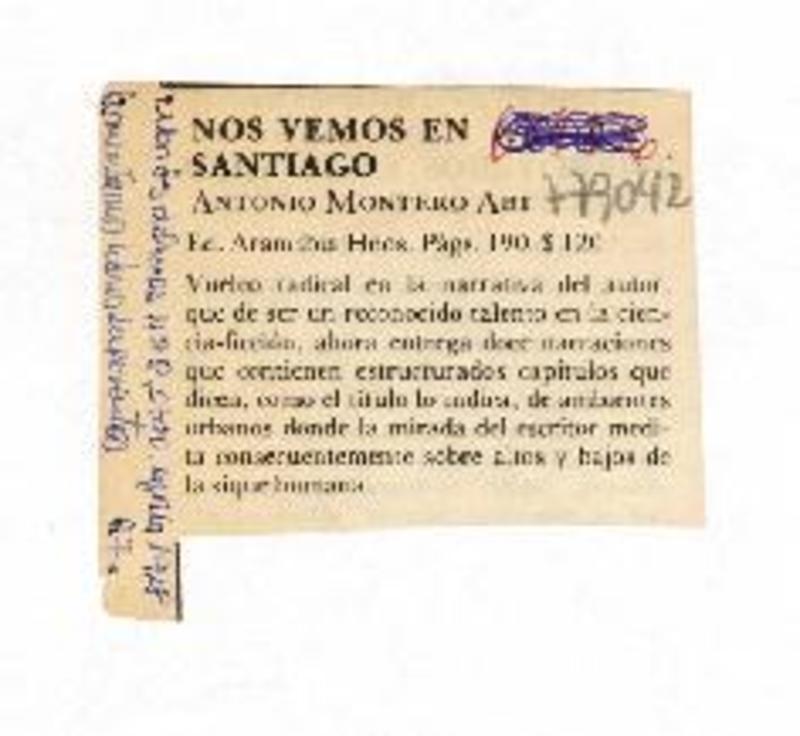 NOS VEMOS EN
SANTIAGO
ANTONIO MONTERO ABT
779042
Ed. Arancibia Hnos. Págs. 190. $ 120
Vuelco radical en la narrativa del autor,
que de ser un reconocido talento en la cien-
cia-ficción, ahora entrega doce narraciones
que contienen estructurados capítulos que
dicen, como el título lo indica, de ambientes
urbanos donde la mirada del escritor medi-
ta consecuentemente sobre altos y bajos de
la sique humana.